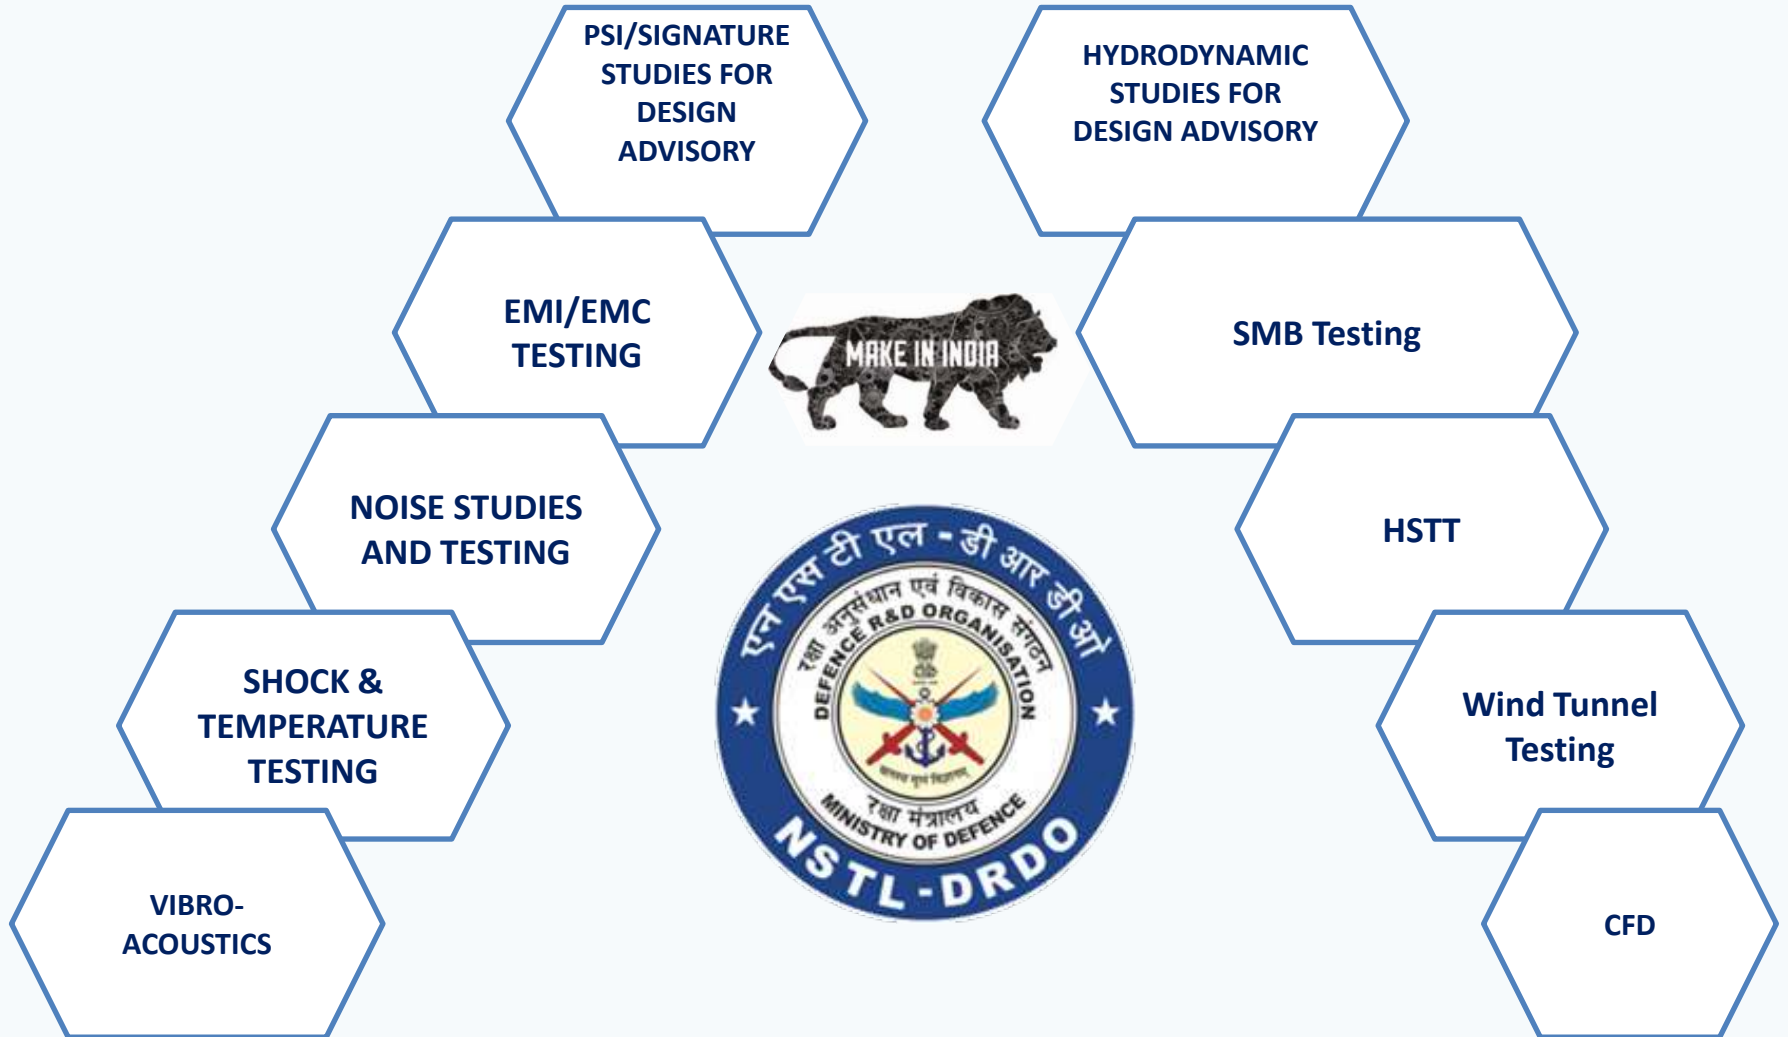 PSI/SIGNATURE
STUDIES FOR
DESIGN
ADVISORY
HYDRODYNAMIC
STUDIES FOR
DESIGN ADVISORY
EMI/EMC
TESTING
MAKE IN INDIA
SMB Testing
NOISE STUDIES
AND TESTING
HSTT
SHOCK &
TEMPERATURE
TESTING
Wind Tunnel
Testing
VIBRO-
ACOUSTICS
CFD
एन एस टी एल - डी आर डी ओ
रक्षा अनुसंधान एवं विकास संगठन
DEFENCE R&D ORGANISATION
रक्षा मंत्रालय
MINISTRY OF DEFENCE
NSTL-DRDO